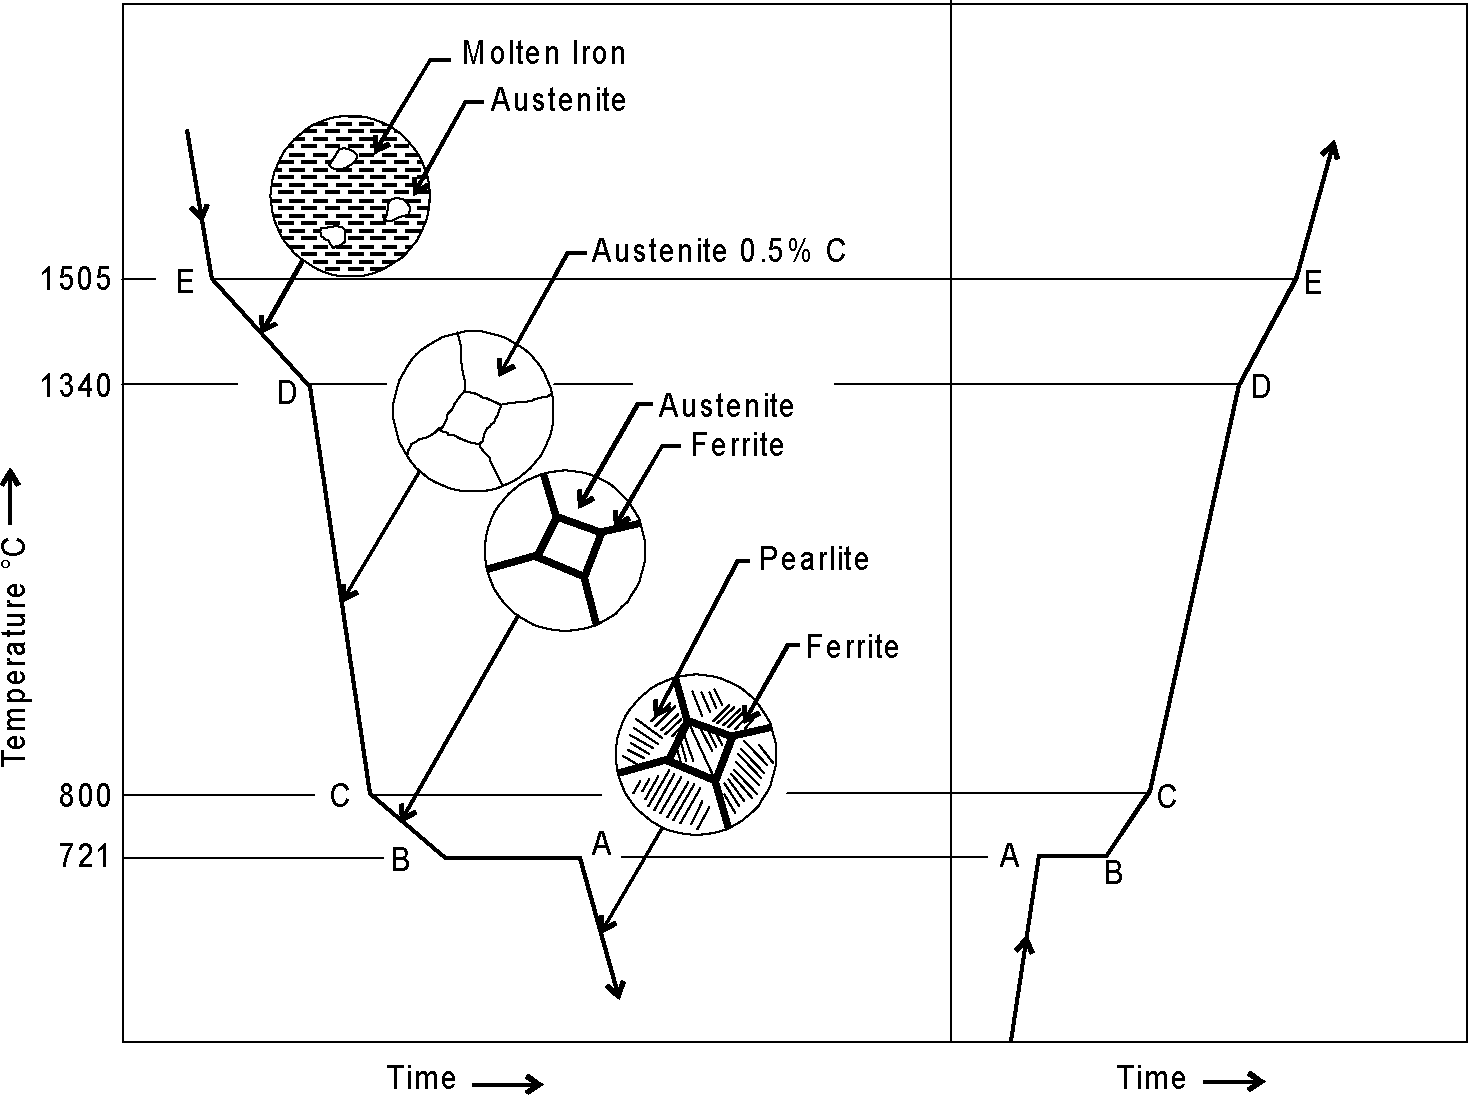 Molten Iron
Austenite
Austenite 0.5% C
1505
E
E
1340
D
D
Austenite
Ferrite
Pearlite
Ferrite
Temperature °C
800
C
C
721
B
A
A
B
Time
Time